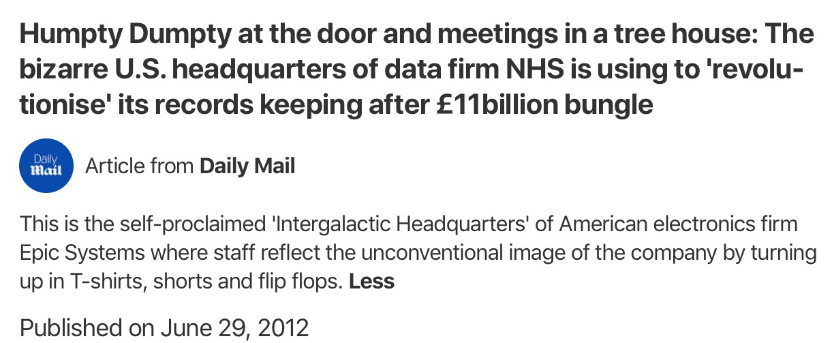 Humpty Dumpty at the door and meetings in a tree house: The
bizarre U.S. headquarters of data firm NHS is using to 'revolu-
tionise' its records keeping after £11billion bungle
Daily
Mail
Article from Daily Mail
This is the self-proclaimed 'Intergalactic Headquarters' of American electronics firm
Epic Systems where staff reflect the unconventional image of the company by turning
up in T-shirts, shorts and flip flops. Less
Published on June 29, 2012